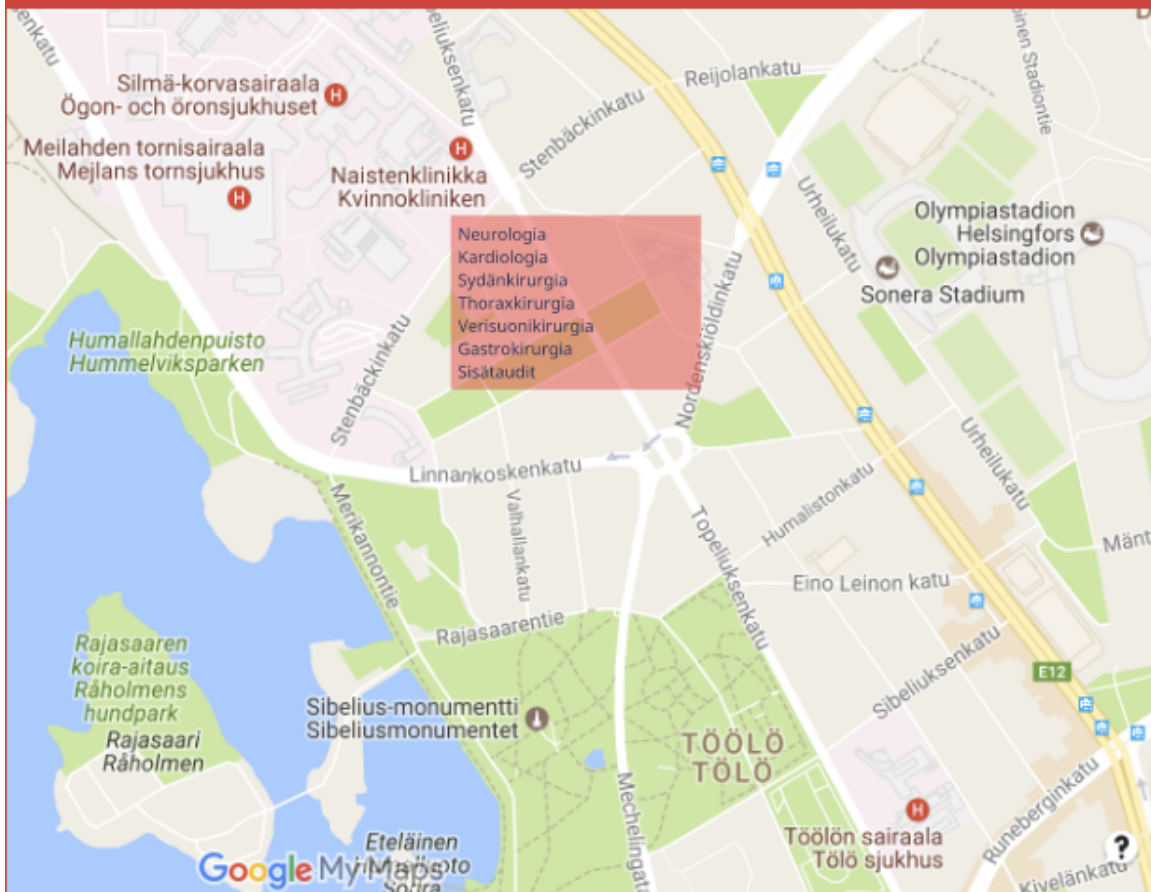 Silmä-korvasairaala
Ögon- och öronsjukhuset
Meilahden tornisairaala
Mejlans tornsjukhus
Naistenklinikka
Kvinnokliniken
Stenbäckinkatu
Reijolankatu
Urheilukatu
Olympiastadion
Helsingfors
Olympiastadion
Sonera Stadium
Neurologia
Kardiologia
Sydänkirurgia
Thoraxkirurgia
Verisuonikirurgia
Gastrokirurgia
Sisätaudit
Nordenskiöldinkatu
Humallahdenpuisto
Hummelviksparken
Stenbäckinkatu
Linnankoskenkatu
Merikannontie
Valhallankatu
Topeliuksenkatu
Humalistonkatu
Urheilukatu
Mänt
Eino Leinon katu
Rajasaarentie
Rajasaaren
koira-aitaus
Råholmens
hundpark
Rajasaari
Råholmen
Sibelius-monumentti
Sibeliusmonumentet
Sibeliuksenkatu
E12
TÖÖLÖ
TÖLÖ
Mechelingata
Töölön sairaala
Tölö sjukhus
Runeberginkatu
Kivelänkatu
Eteläinen
Google My Maps
?